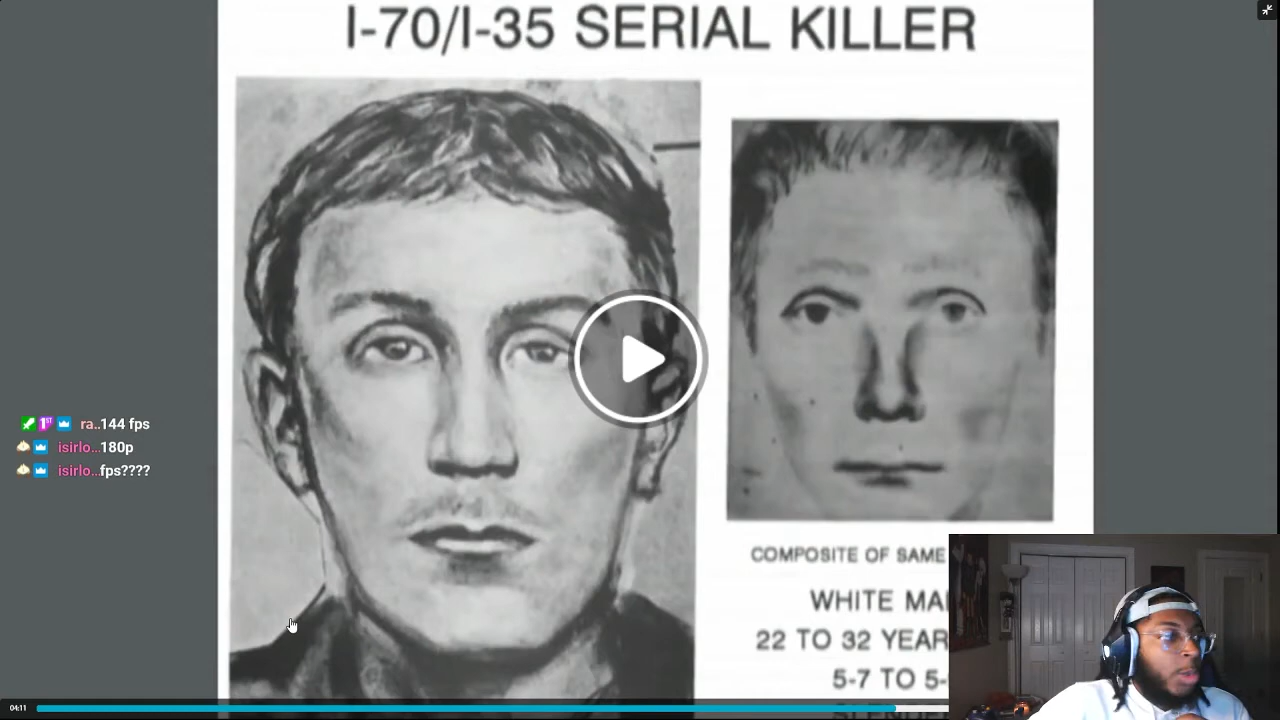 I-70/I-35 SERIAL KILLER
ra..144 fps
isirlo...180p
isirlo...fps????
COMPOSITE OF SAME
WHITE
22 TO 32 YEAR
5-7 TO 5-
04:11